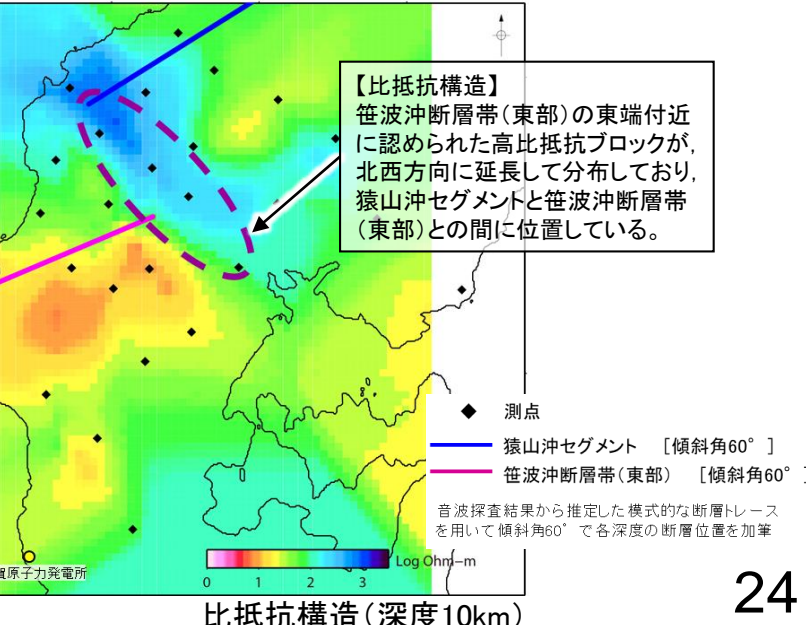 【比抵抗構造】
笹波沖断層帯(東部)の東端付近
に認められた高比抵抗ブロックが,
北西方向に延長して分布しており,
猿山沖セグメントと笹波沖断層帯
(東部)との間に位置している。
◆ 測点
猿山沖セグメント [傾斜角60°]
笹波沖断層帯(東部) [傾斜角60°]
音波探査結果から推定した模式的な断層トレース
を用いて傾斜角60°で各深度の断層位置を加筆
賀原子力発電所
Log Ohm-m
0 1 2 3
比抵抗構造(深度10km)
24